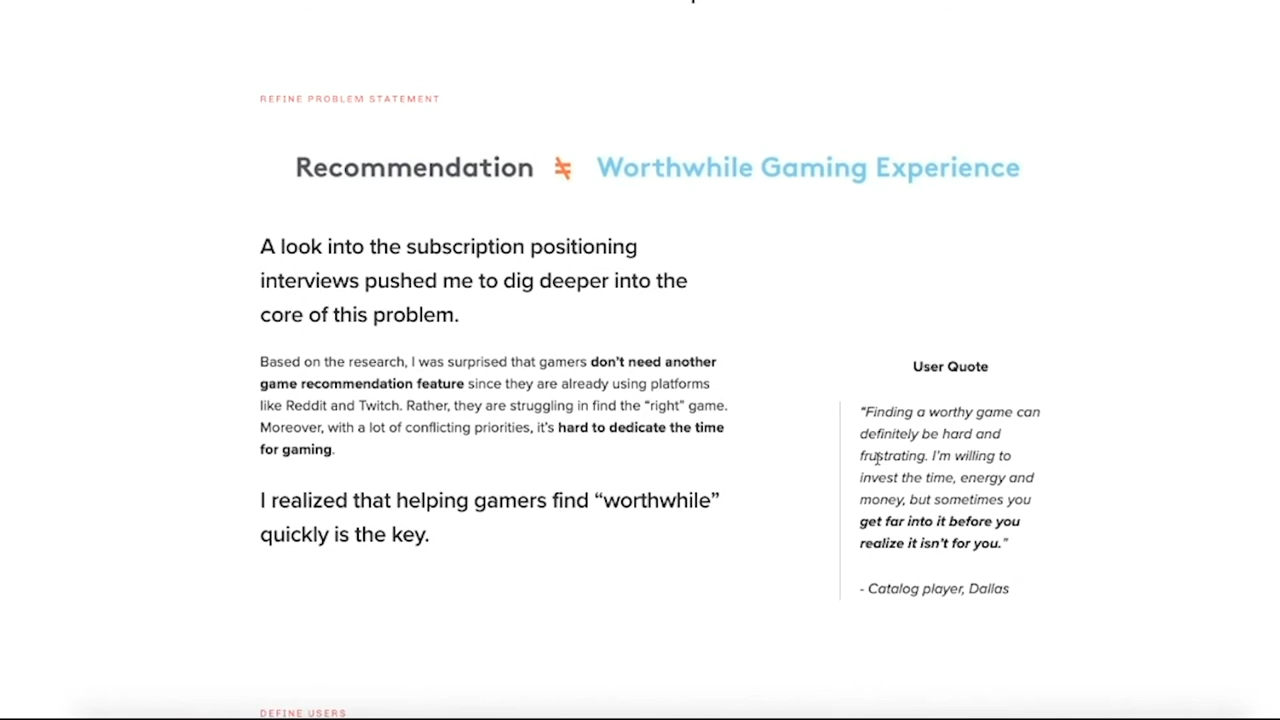 REFINE PROBLEM STATEMENT
Recommendation ≠ Worthwhile Gaming Experience
A look into the subscription positioning
interviews pushed me to dig deeper into the
core of this problem.
Based on the research, I was surprised that gamers don't need another
game recommendation feature since they are already using platforms
like Reddit and Twitch. Rather, they are struggling in find the “right” game.
Moreover, with a lot of conflicting priorities, it's hard to dedicate the time
for gaming.
I realized that helping gamers find “worthwhile”
quickly is the key.
User Quote
“Finding a worthy game can
definitely be hard and
frustrating. I'm willing to
invest the time, energy and
money, but sometimes you
get far into it before you
realize it isn't for you.”
- Catalog player, Dallas
DEFINE USERS